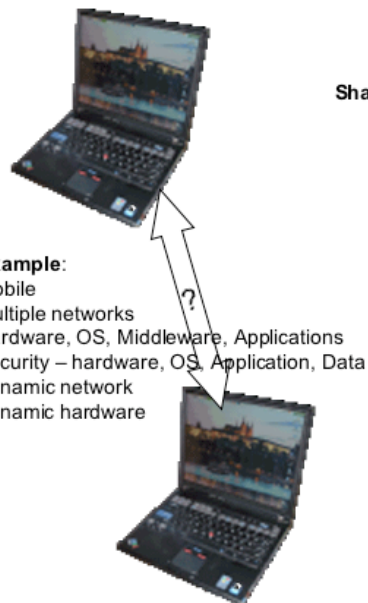 Sha
ample:
obile
ultiple networks
rdware, OS, Middleware, Applications
curity – hardware, OS, Application, Data
namic network
namic hardware
?